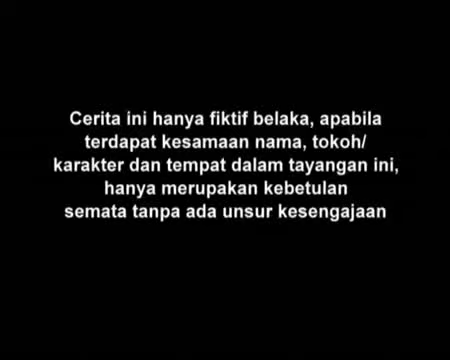 Cerita ini hanya fiktif belaka, apabila
terdapat kesamaan nama, tokoh/
karakter dan tempat dalam tayangan ini,
hanya merupakan kebetulan
semata tanpa ada unsur kesengajaan